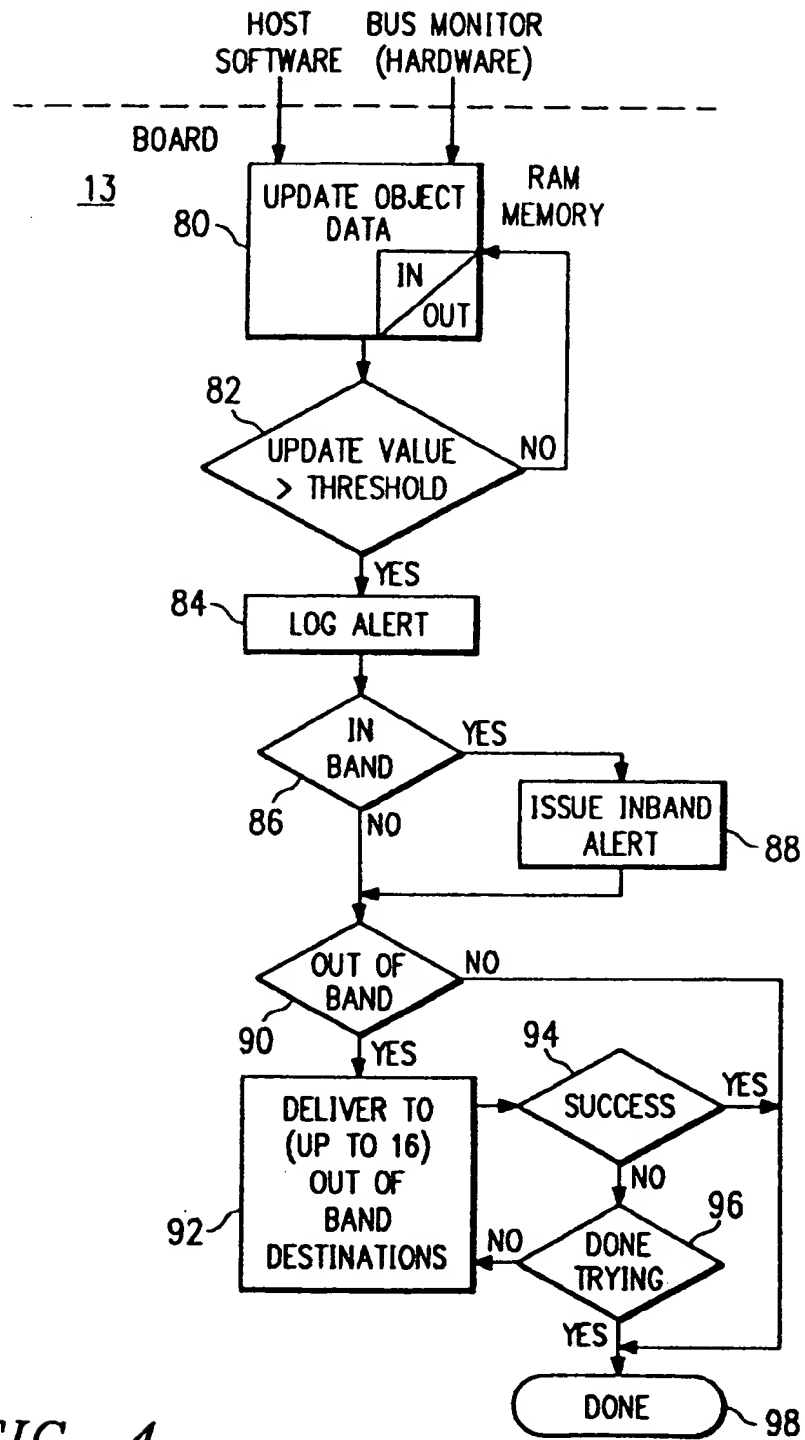 HOST SOFTWARE
BUS MONITOR (HARDWARE)
BOARD
13
RAM MEMORY
80
UPDATE OBJECT
DATA
IN
OUT
82
UPDATE VALUE
> THRESHOLD
NO
YES
84
LOG ALERT
IN
BAND
YES
86
NO
ISSUE INBAND
ALERT
88
OUT OF
BAND
NO
90
YES
94
SUCCESS
YES
DELIVER TO
(UP TO 16)
OUT OF
BAND
DESTINATIONS
92
NO
96
NO
DONE
TRYING
YES
DONE
98